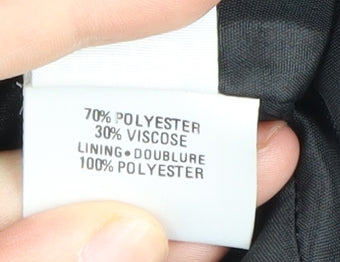 70% POLYESTER
30% VISCOSE
LINING•DOUBLURE
100% POLYESTER